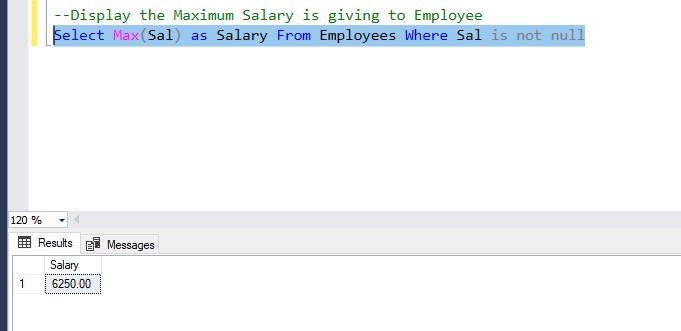 --Display the Maximum Salary is giving to Employee
Select Max(Sal) as Salary From Employees Where Sal is not null
120 %
Results Messages
Salary
1 6250.00